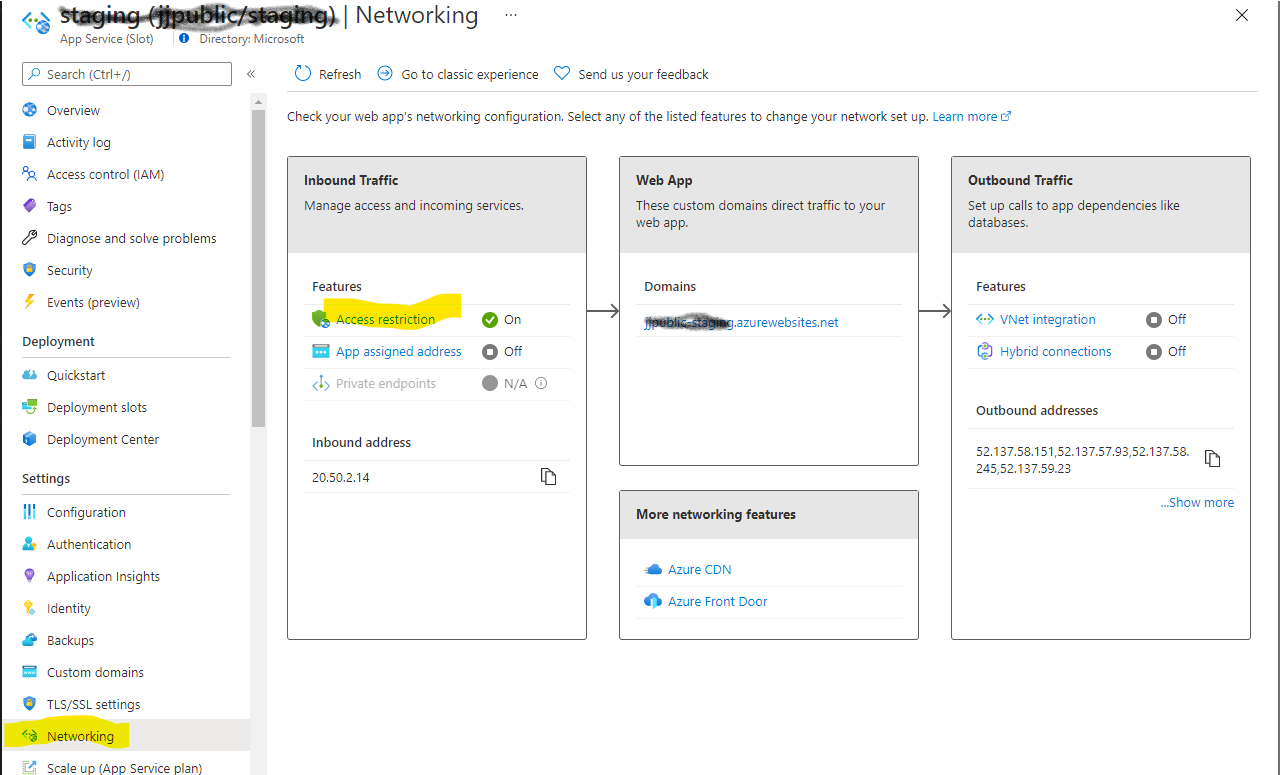 staging (jjpublic/staging) | Networking ...
App Service (Slot) Directory: Microsoft
Search (Ctrl+/)
«
Overview
Activity log
Access control (IAM)
Tags
Diagnose and solve problems
Security
Events (preview)
Deployment
Quickstart
Deployment slots
Deployment Center
Settings
Configuration
Authentication
Application Insights
Identity
Backups
Custom domains
TLS/SSL settings
Networking
Scale up (App Service plan)
Refresh Go to classic experience Send us your feedback
Check your web app's networking configuration. Select any of the listed features to change your network set up. Learn more
Inbound Traffic
Manage access and incoming services.
Features
Access restriction On
App assigned address Off
Private endpoints N/A
Inbound address
20.50.2.14
Web App
These custom domains direct traffic to your
web app.
Domains
jjpublic-staging.azurewebsites.net
More networking features
Azure CDN
Azure Front Door
Outbound Traffic
Set up calls to app dependencies like
databases.
Features
VNet integration Off
Hybrid connections Off
Outbound addresses
52.137.58.151,52.137.57.93,52.137.58.
245,52.137.59.23
...Show more